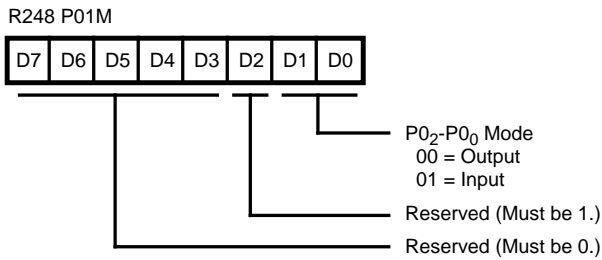 R248 P01M
D7 D6 D5 D4 D3 D2 D1 D0
P02-P00 Mode
00 = Output
01 = Input
Reserved (Must be 1.)
Reserved (Must be 0.)